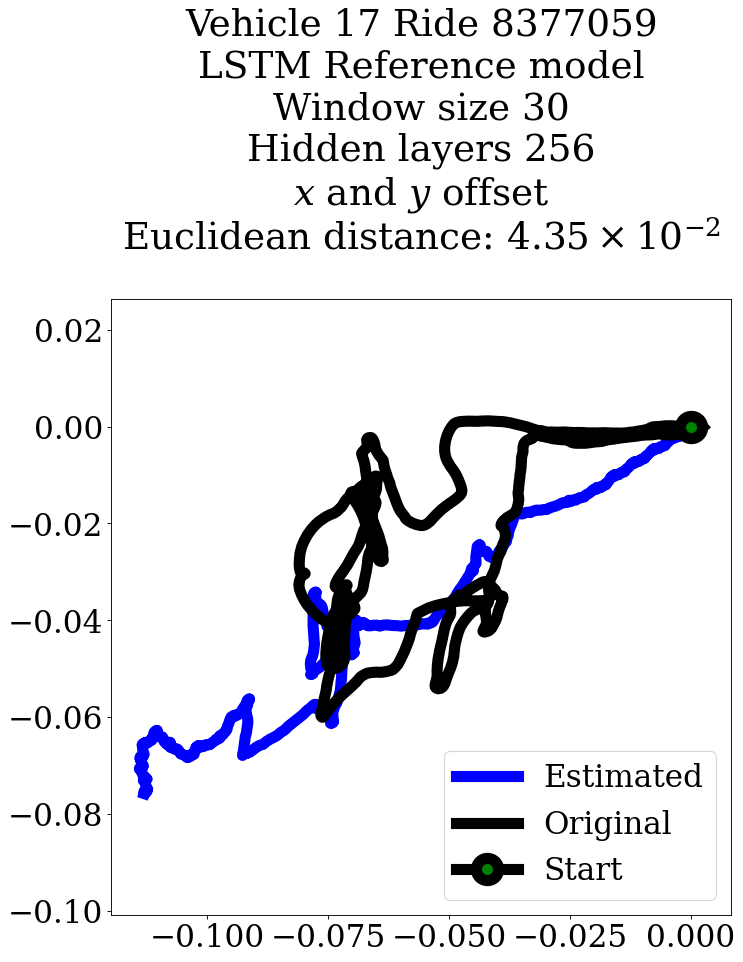 Vehicle 17 Ride 8377059
LSTM Reference model
Window size 30
Hidden layers 256
x and y offset
Euclidean distance: 4.35 × 10⁻²
0.02
0.00
−0.02
−0.04
−0.06
−0.08
−0.10
Estimated
Original
Start
−0.100 −0.075 −0.050 −0.025 0.000